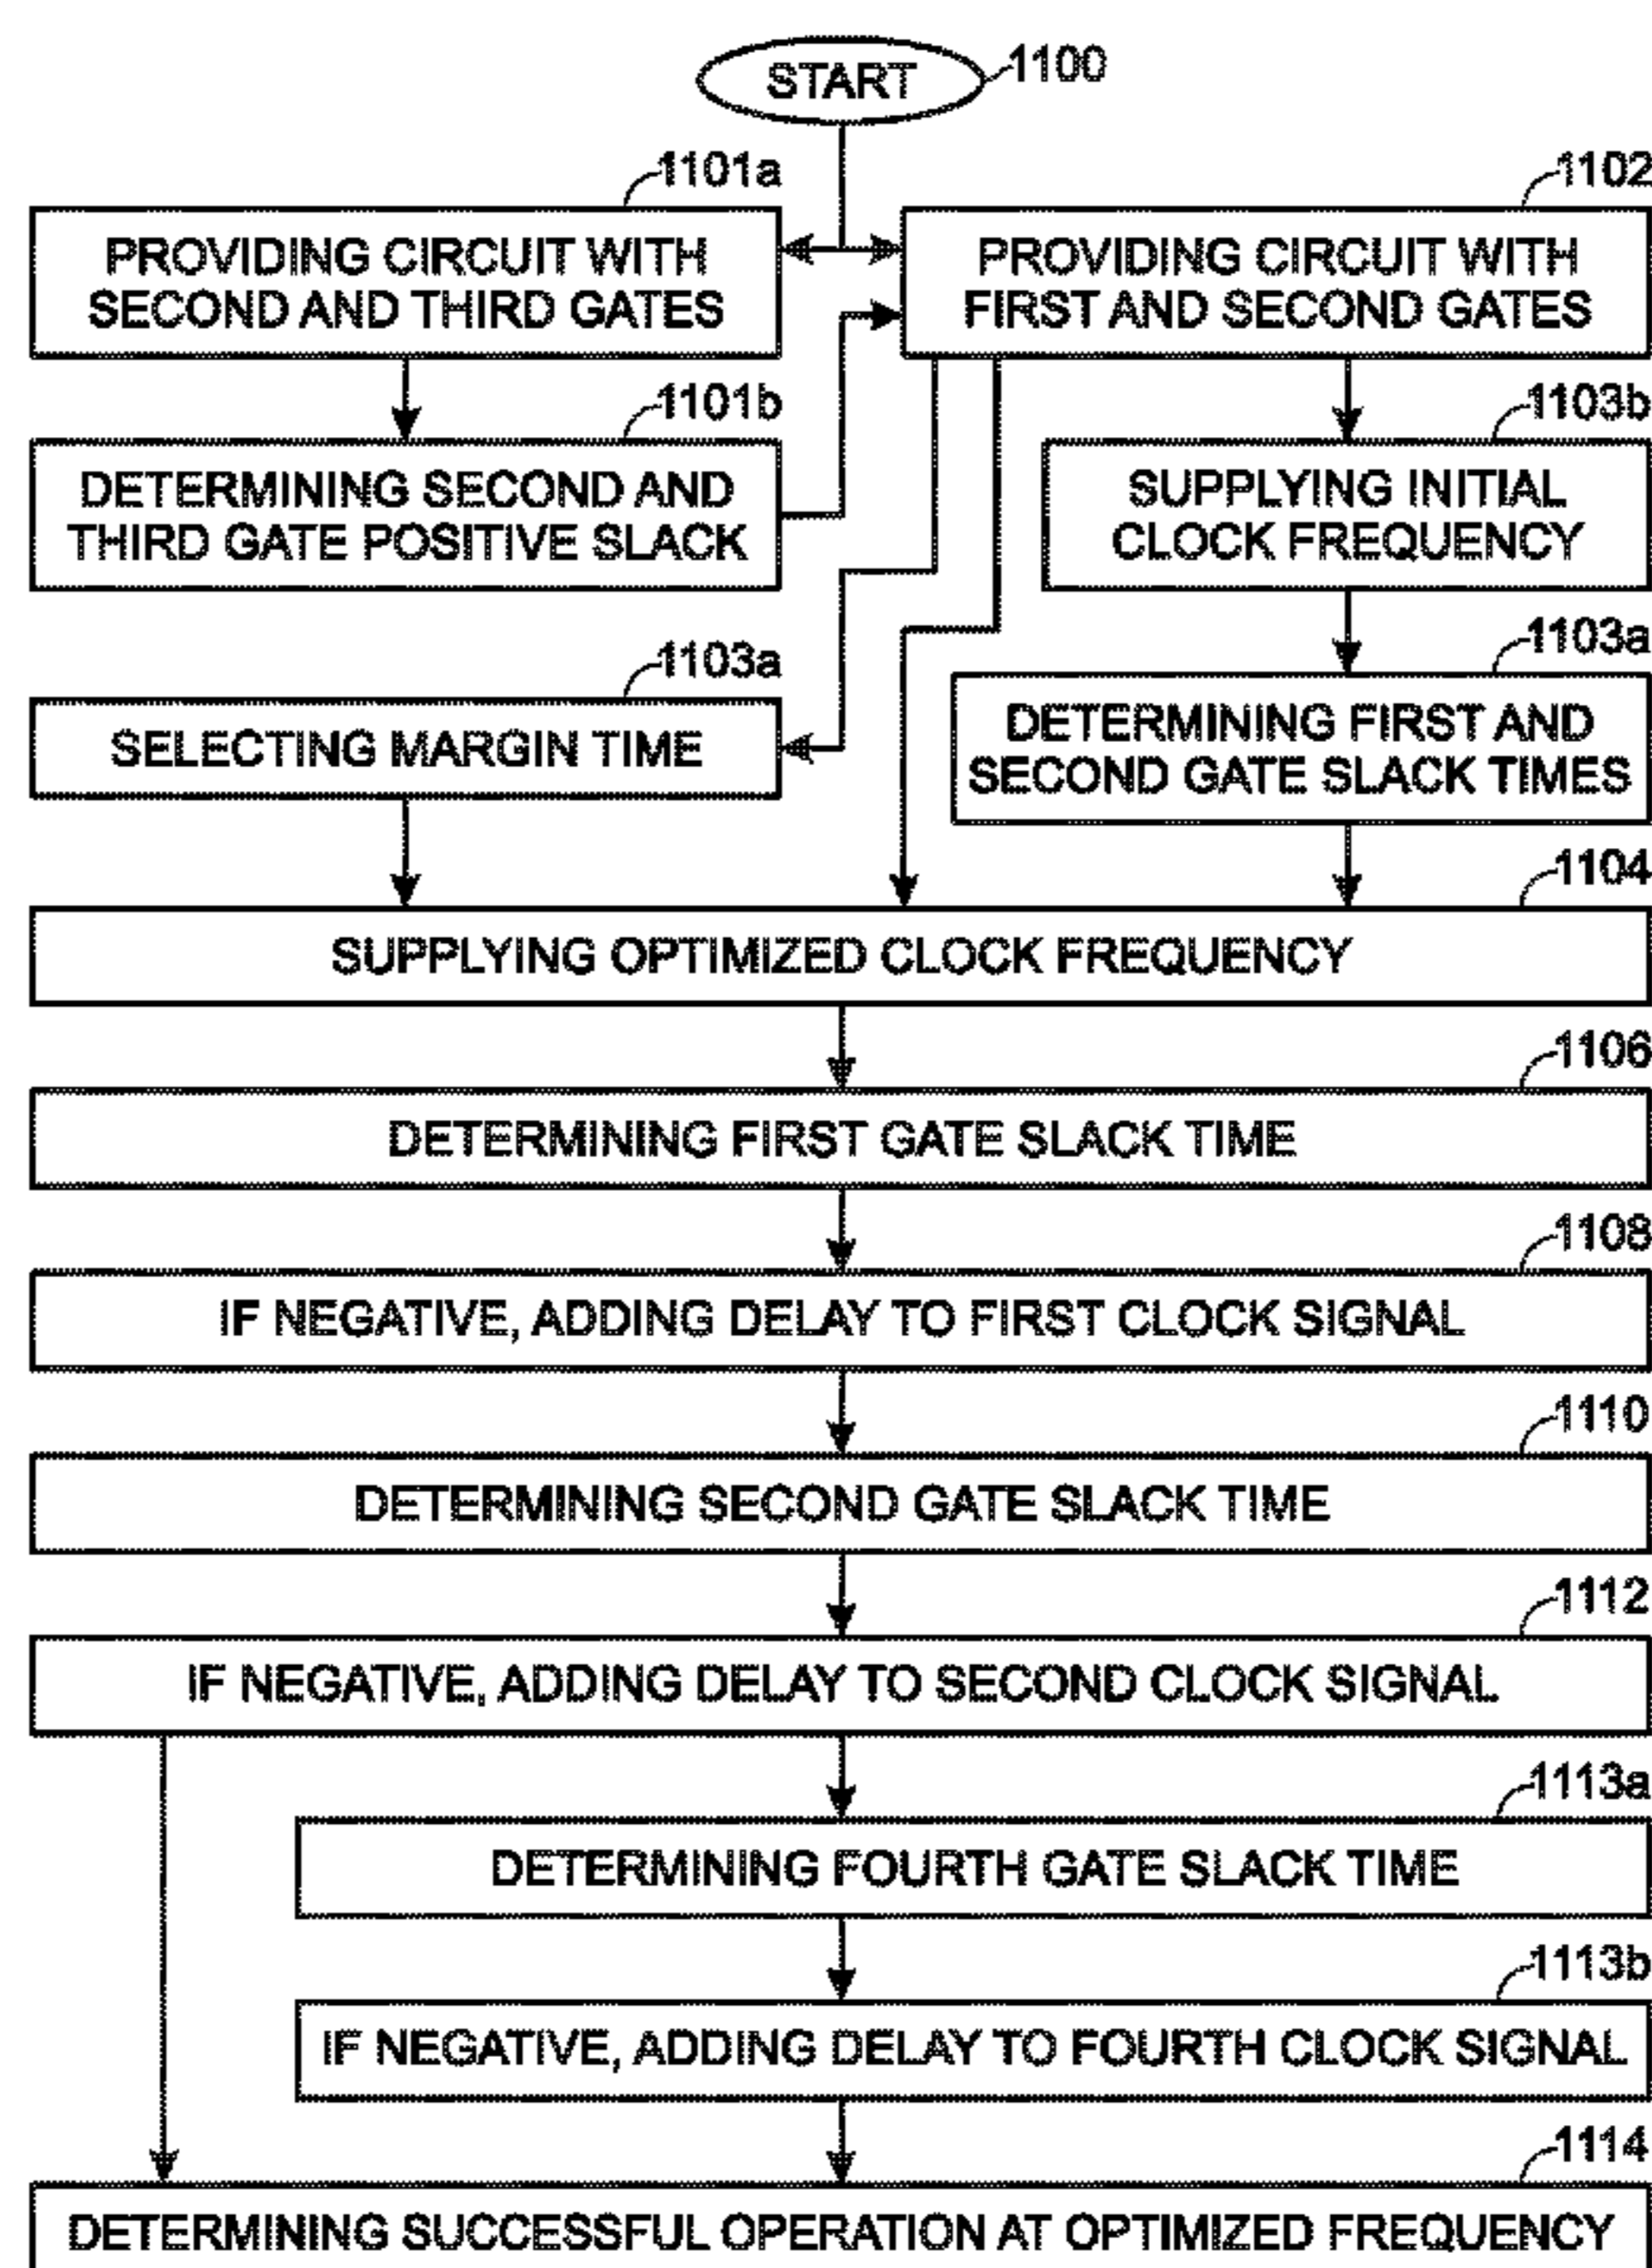 START
1100
1101a
PROVIDING CIRCUIT WITH
SECOND AND THIRD GATES
1102
PROVIDING CIRCUIT WITH
FIRST AND SECOND GATES
1101b
DETERMINING SECOND AND
THIRD GATE POSITIVE SLACK
1103b
SUPPLYING INITIAL
CLOCK FREQUENCY
1103a
SELECTING MARGIN TIME
1103a
DETERMINING FIRST AND
SECOND GATE SLACK TIMES
1104
SUPPLYING OPTIMIZED CLOCK FREQUENCY
1106
DETERMINING FIRST GATE SLACK TIME
1108
IF NEGATIVE, ADDING DELAY TO FIRST CLOCK SIGNAL
1110
DETERMINING SECOND GATE SLACK TIME
1112
IF NEGATIVE, ADDING DELAY TO SECOND CLOCK SIGNAL
1113a
DETERMINING FOURTH GATE SLACK TIME
1113b
IF NEGATIVE, ADDING DELAY TO FOURTH CLOCK SIGNAL
1114
DETERMINING SUCCESSFUL OPERATION AT OPTIMIZED FREQUENCY